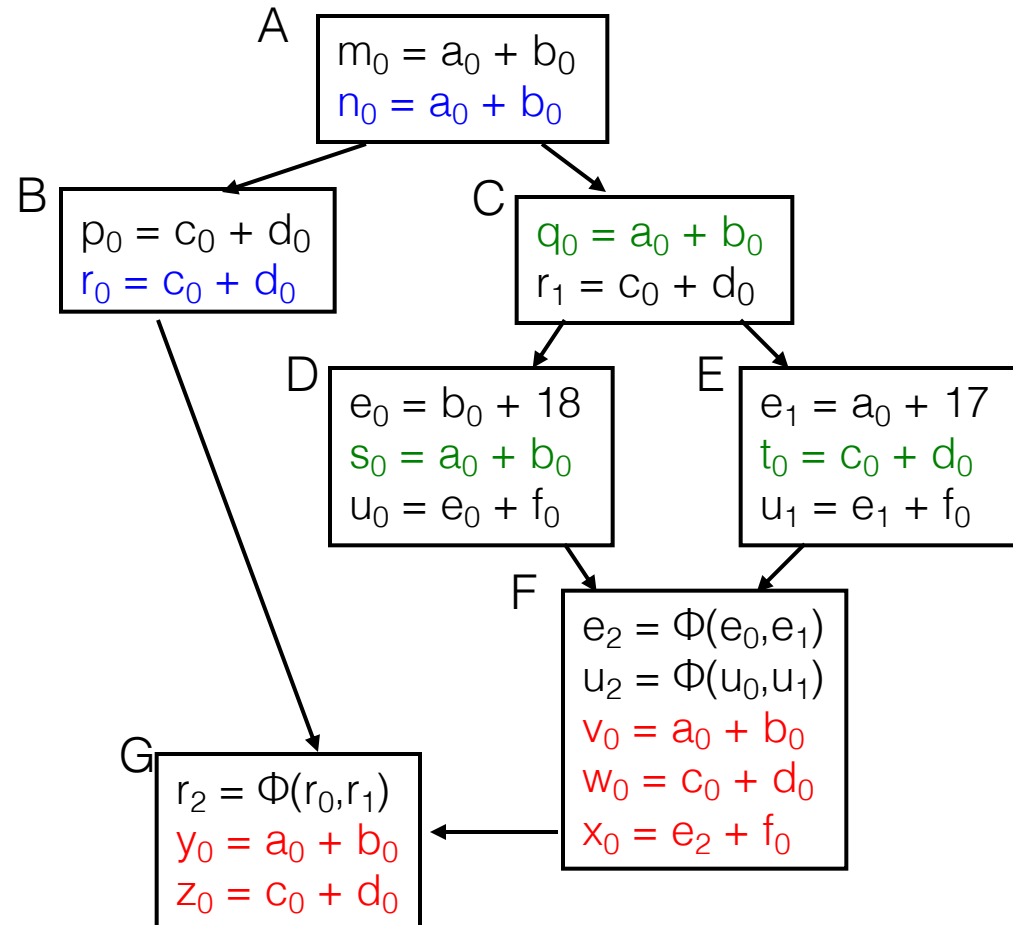 A
m₀ = a₀ + b₀
n₀ = a₀ + b₀
B
p₀ = c₀ + d₀
r₀ = c₀ + d₀
C
q₀ = a₀ + b₀
r₁ = c₀ + d₀
D
e₀ = b₀ + 18
s₀ = a₀ + b₀
u₀ = e₀ + f₀
E
e₁ = a₀ + 17
t₀ = c₀ + d₀
u₁ = e₁ + f₀
F
e₂ = Φ(e₀,e₁)
u₂ = Φ(u₀,u₁)
v₀ = a₀ + b₀
w₀ = c₀ + d₀
x₀ = e₂ + f₀
G
r₂ = Φ(r₀,r₁)
y₀ = a₀ + b₀
z₀ = c₀ + d₀